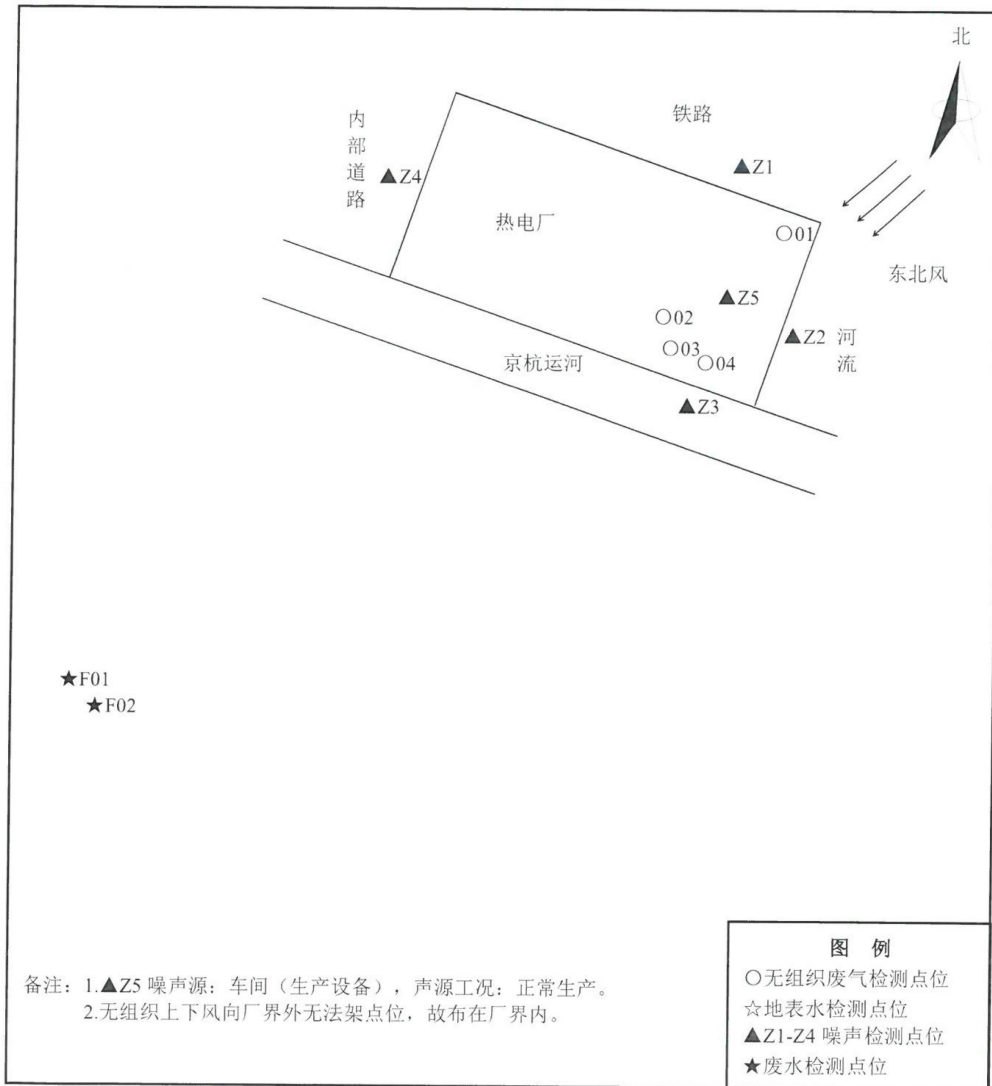 北
铁路
内部道路
▲Z1
▲Z4
热电厂
○01
东北风
▲Z5
○02
▲Z2
河流
○03
○04
京杭运河
▲Z3
★F01
★F02
备注：1.▲Z5 噪声源：车间（生产设备），声源工况：正常生产。
2.无组织上下风向厂界外无法架点位，故布在厂界内。
图 例
○无组织废气检测点位
☆地表水检测点位
▲Z1-Z4 噪声检测点位
★废水检测点位